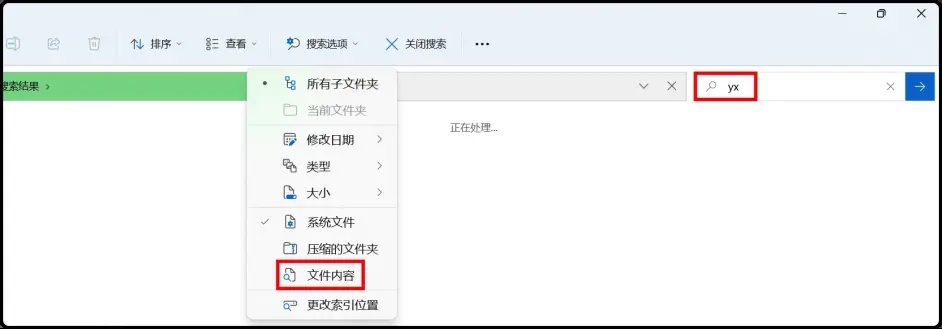 排序
查看
搜索选项
关闭搜索
搜索结果
yx
正在处理...
所有子文件夹
当前文件夹
修改日期
类型
大小
系统文件
压缩的文件夹
文件内容
更改索引位置